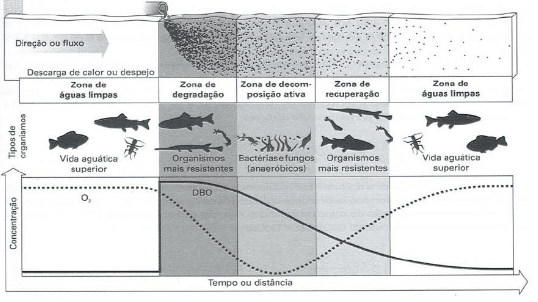 Direção ou fluxo
Descarga de calor ou despejo
Zona de
águas limpas
Zona de
degradação
Zona de decom-
posição ativa
Zona de
recuperação
Zona de
águas limpas
Tipos de
organismos
Vida aguática
superior
Organismos
mais resistentes
Bactérias e fungos
(anaeróbicos)
Organismos
mais resistentes
Vida aguática
superior
Concentração
O₂
DBO
Tempo ou distância